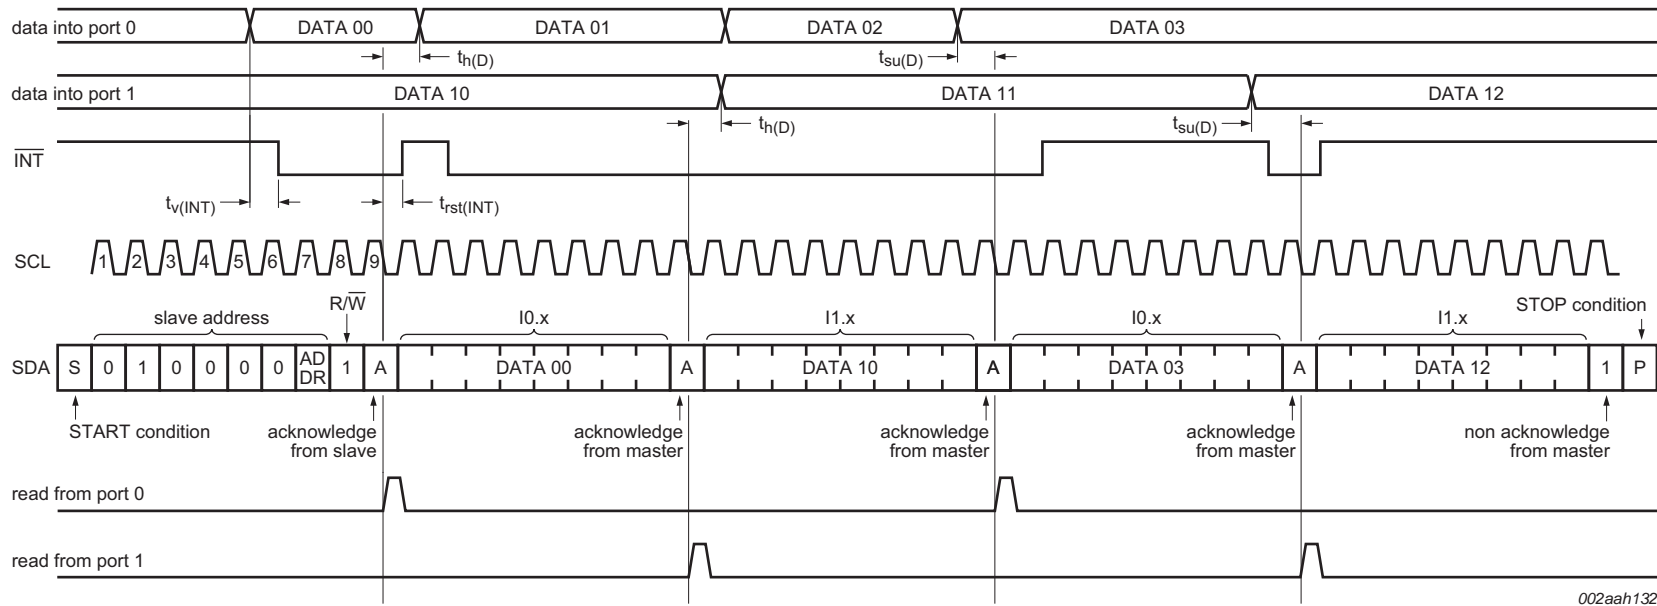 data into port 0 DATA 00 DATA 01 DATA 02 DATA 03
th(D) tsu(D)
data into port 1 DATA 10 DATA 11 DATA 12
th(D) tsu(D)
INT
tv(INT) trst(INT)
SCL 1 2 3 4 5 6 7 8 9
R/W
slave address I0.x I1.x I0.x I1.x STOP condition
SDA S 0 1 0 0 0 0 AD DR 1 A DATA 00 A DATA 10 A DATA 03 A DATA 12 1 P
START condition acknowledge acknowledge acknowledge acknowledge non acknowledge
from slave from master from master from master from master
read from port 0
read from port 1
002aah132